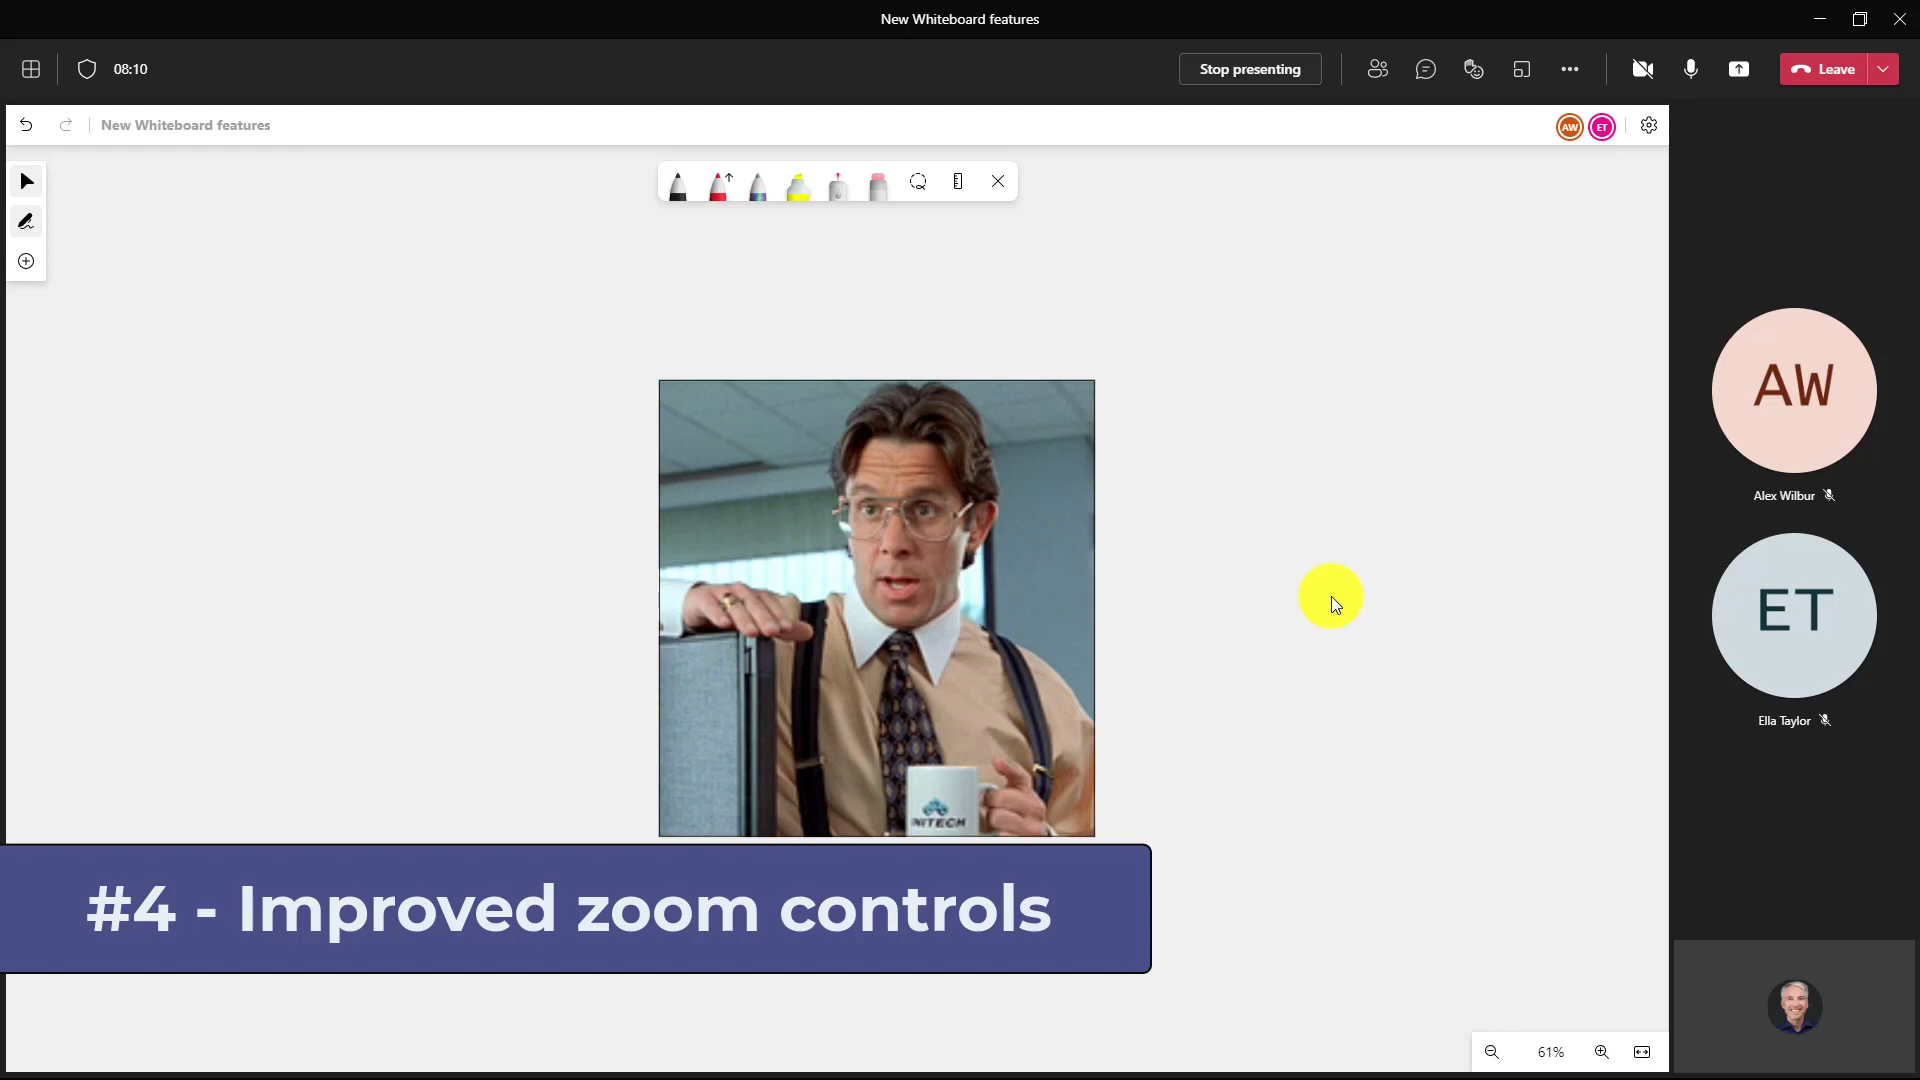 New Whiteboard features
08:10
Stop presenting
Leave
New Whiteboard features
AW
ET
AW
Alex Wilbur
ET
Ella Taylor
INITECH
#4 - Improved zoom controls
61%